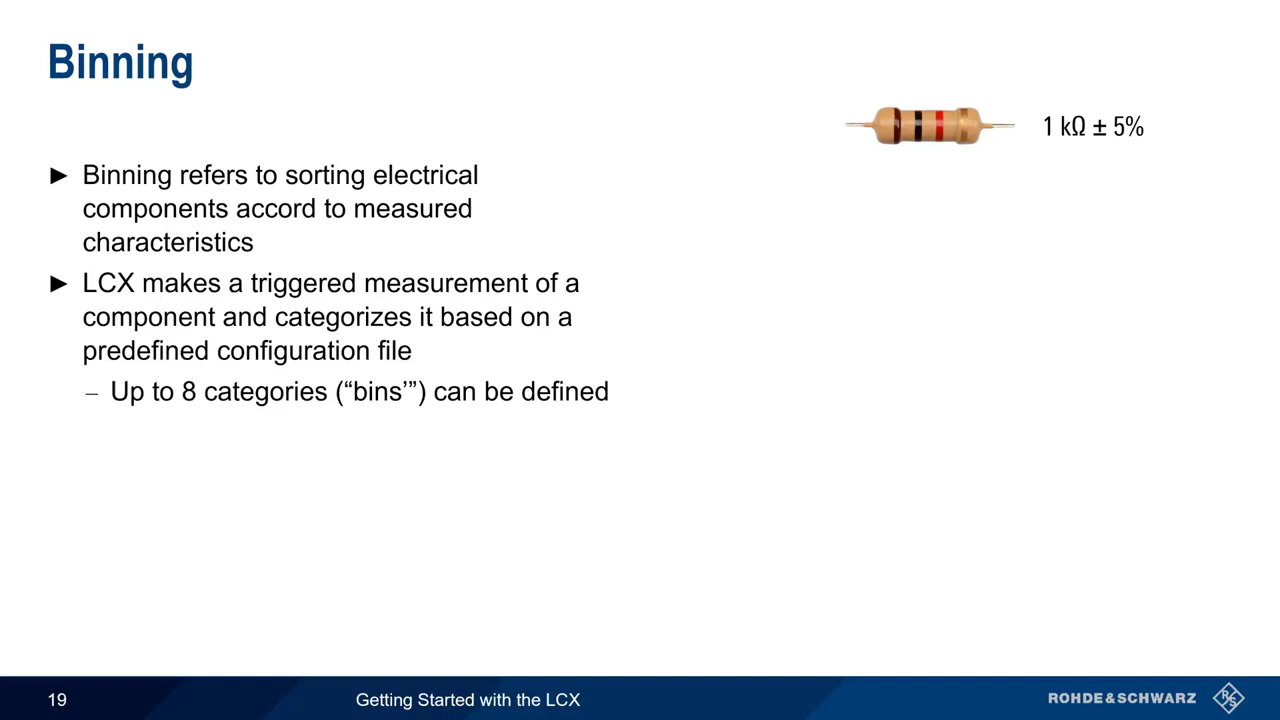 Binning
1 kΩ ± 5%
► Binning refers to sorting electrical
components accord to measured
characteristics
► LCX makes a triggered measurement of a
component and categorizes it based on a
predefined configuration file
– Up to 8 categories (“bins’”) can be defined
19
Getting Started with the LCX
ROHDE&SCHWARZ
R
S